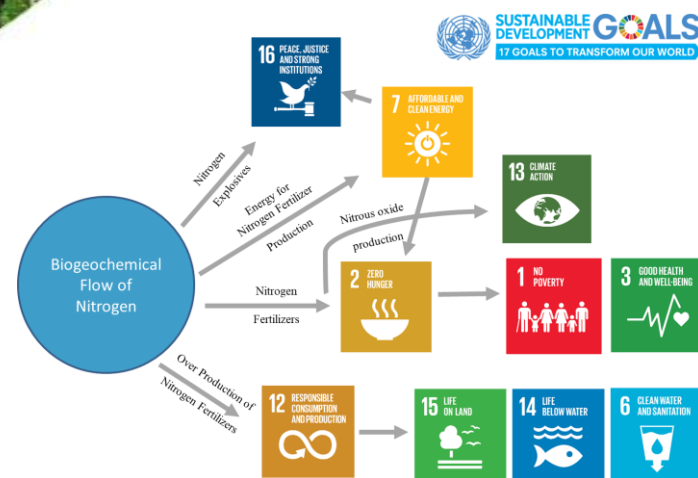 SUSTAINABLE
DEVELOPMENT
GOALS
17 GOALS TO TRANSFORM OUR WORLD
16 PEACE, JUSTICE
AND STRONG
INSTITUTIONS
7 AFFORDABLE AND
CLEAN ENERGY
Nitrogen
Explosives
Energy for
Nitrogen Fertilizer
Production
Nitrous oxide
production
13 CLIMATE
ACTION
Biogeochemical
Flow of
Nitrogen
Nitrogen
Fertilizers
2 ZERO
HUNGER
1 NO
POVERTY
3 GOOD HEALTH
AND WELL-BEING
Over Production of
Nitrogen Fertilizers
12 RESPONSIBLE
CONSUMPTION
AND PRODUCTION
15 LIFE
ON LAND
14 LIFE
BELOW WATER
6 CLEAN WATER
AND SANITATION